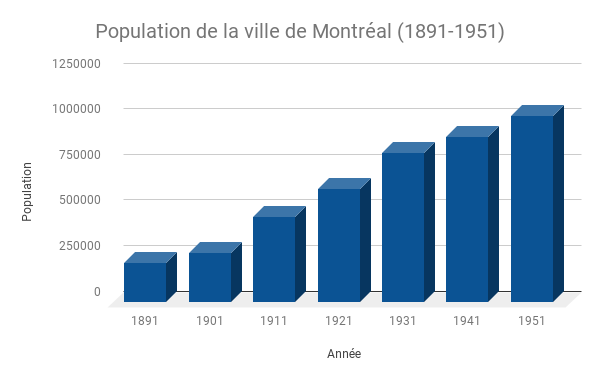 Population de la ville de Montréal (1891-1951)
1250000
1000000
750000
500000
250000
0
Population
1891 1901 1911 1921 1931 1941 1951
Année